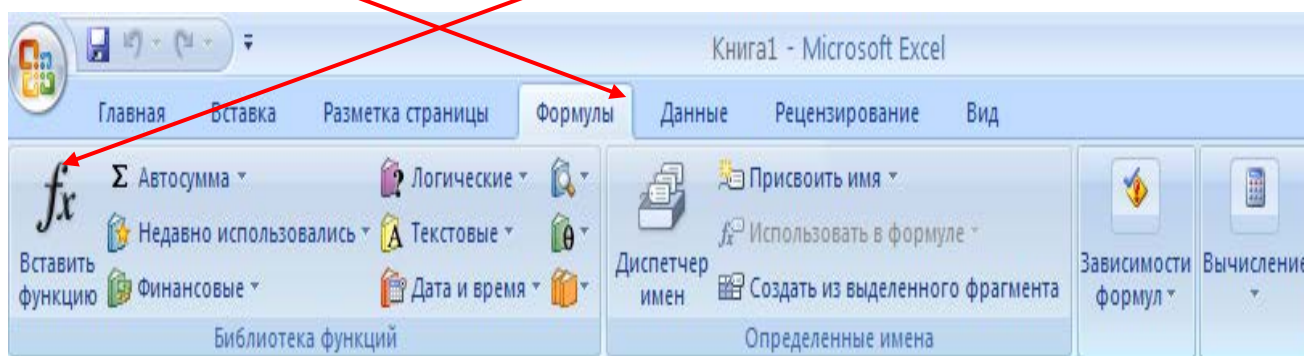 Книга1 - Microsoft Excel
Главная Вставка Разметка страницы Формулы Данные Рецензирование Вид
fx Вставить функцию
Σ Автосумма
Недавно использовались
Финансовые
Логические
Текстовые
Дата и время
θ
Библиотека функций
Диспетчер имен
Присвоить имя
Использовать в формуле
Создать из выделенного фрагмента
Определенные имена
Зависимости формул
Вычисление